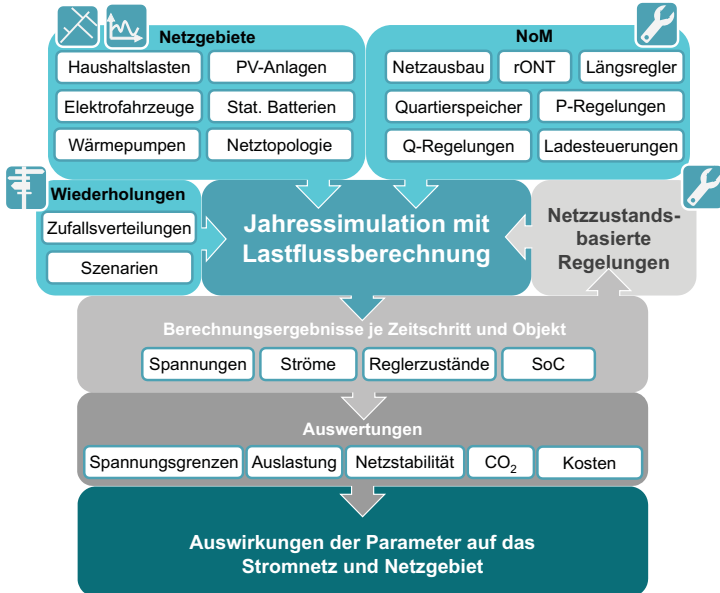 Netzgebiete
Haushaltslasten
PV-Anlagen
Elektrofahrzeuge
Stat. Batterien
Wärmepumpen
Netztopologie
NoM
Netzausbau
rONT
Längsregler
Quartierspeicher
P-Regelungen
Q-Regelungen
Ladesteuerungen
Wiederholungen
Zufallsverteilungen
Szenarien
Jahressimulation mit
Lastflussberechnung
Netzzustands-
basierte
Regelungen
Berechnungsergebnisse je Zeitschritt und Objekt
Spannungen
Ströme
Reglerzustände
SoC
Auswertungen
Spannungsgrenzen
Auslastung
Netzstabilität
CO₂
Kosten
Auswirkungen der Parameter auf das
Stromnetz und Netzgebiet